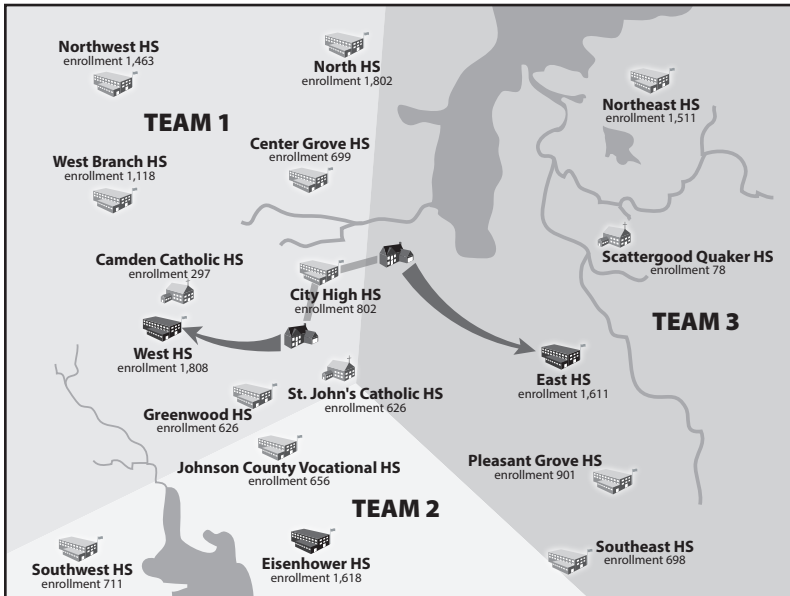 Northwest HS
enrollment 1,463
North HS
enrollment 1,802
Northeast HS
enrollment 1,511
TEAM 1
Center Grove HS
enrollment 699
West Branch HS
enrollment 1,118
Camden Catholic HS
enrollment 297
Scattergood Quaker HS
enrollment 78
City High HS
enrollment 802
TEAM 3
West HS
enrollment 1,808
East HS
enrollment 1,611
St. John's Catholic HS
enrollment 626
Greenwood HS
enrollment 626
Johnson County Vocational HS
enrollment 656
Pleasant Grove HS
enrollment 901
TEAM 2
Southwest HS
enrollment 711
Eisenhower HS
enrollment 1,618
Southeast HS
enrollment 698